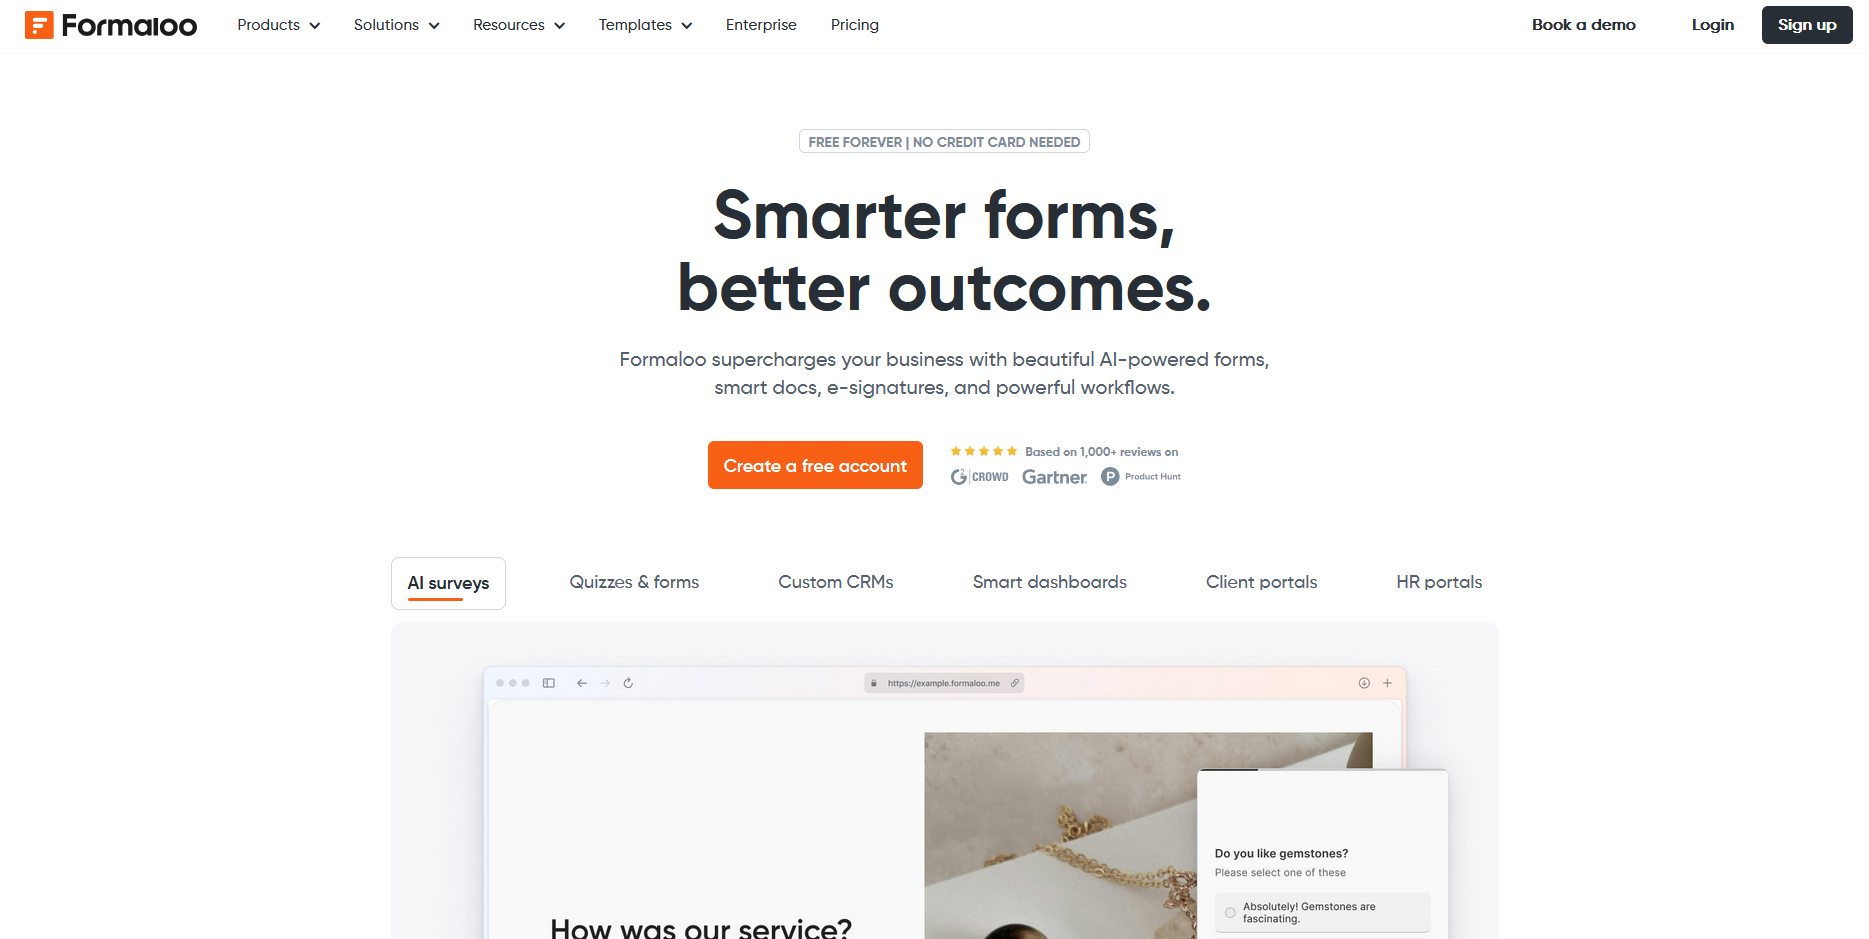 Formaloo
Products
Solutions
Resources
Templates
Enterprise
Pricing
Book a demo
Login
Sign up
FREE FOREVER | NO CREDIT CARD NEEDED
Smarter forms,
better outcomes.
Formaloo supercharges your business with beautiful AI-powered forms,
smart docs, e-signatures, and powerful workflows.
Create a free account
Based on 1,000+ reviews on
G2 CROWD
Gartner
P Product Hunt
AI surveys
Quizzes & forms
Custom CRMs
Smart dashboards
Client portals
HR portals
https://example.formaloo.me
Do you like gemstones?
Please select one of these
Absolutely! Gemstones are
fascinating.
How was our service?